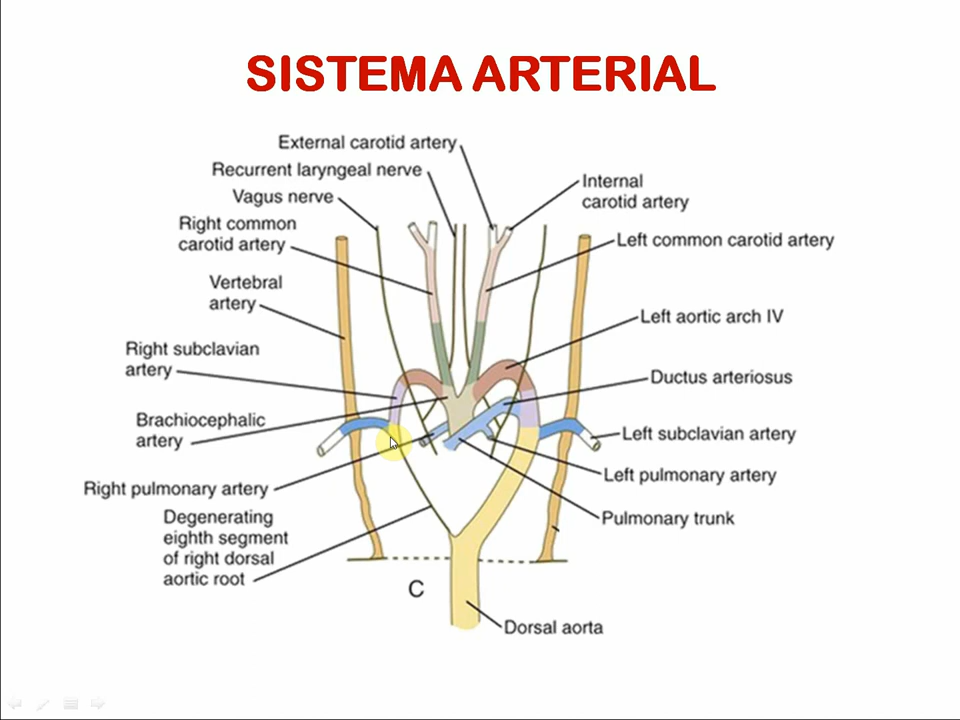 SISTEMA ARTERIAL
External carotid artery
Recurrent laryngeal nerve
Vagus nerve
Right common
carotid artery
Vertebral
artery
Right subclavian
artery
Brachiocephalic
artery
Right pulmonary artery
Degenerating
eighth segment
of right dorsal
aortic root
Internal
carotid artery
Left common carotid artery
Left aortic arch IV
Ductus arteriosus
Left subclavian artery
Left pulmonary artery
Pulmonary trunk
C
Dorsal aorta